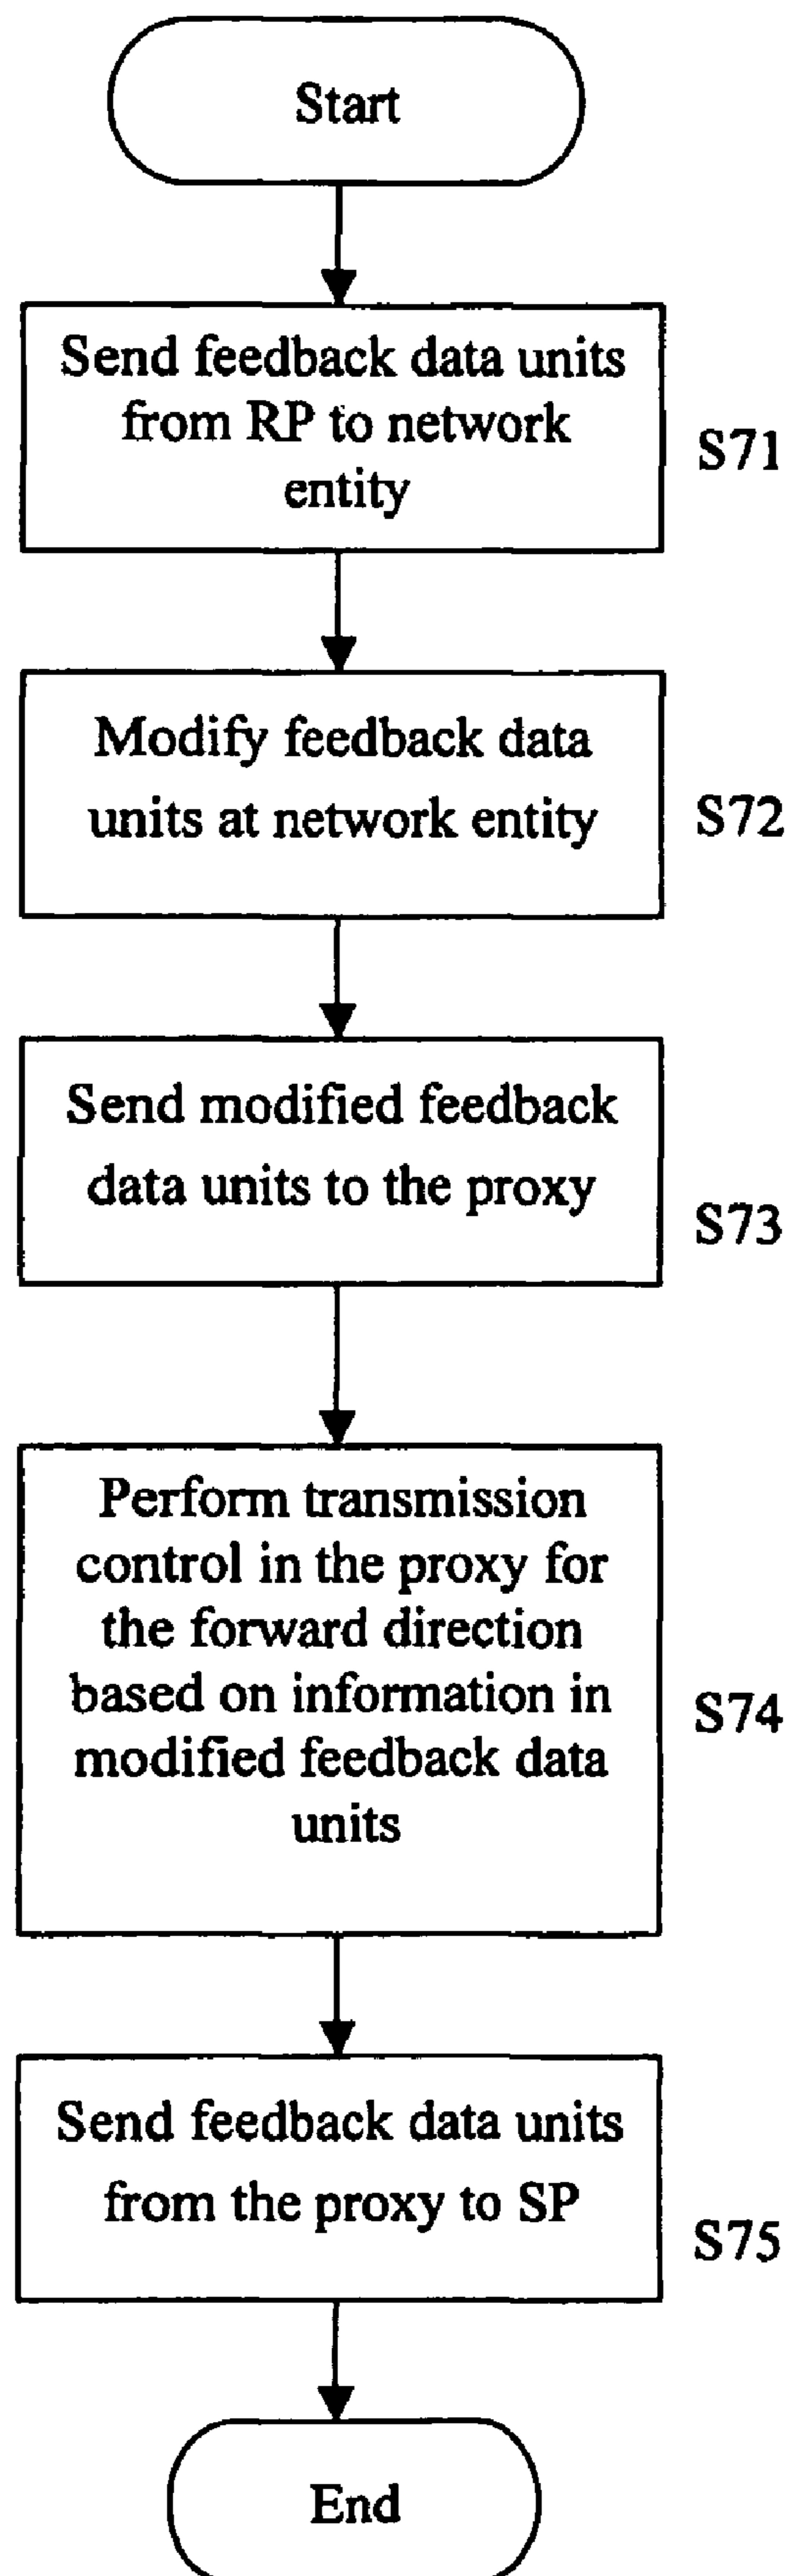 Start
Send feedback data units
from RP to network
entity
S71
Modify feedback data
units at network entity
S72
Send modified feedback
data units to the proxy
S73
Perform transmission
control in the proxy for
the forward direction
based on information in
modified feedback data
units
S74
Send feedback data units
from the proxy to SP
S75
End